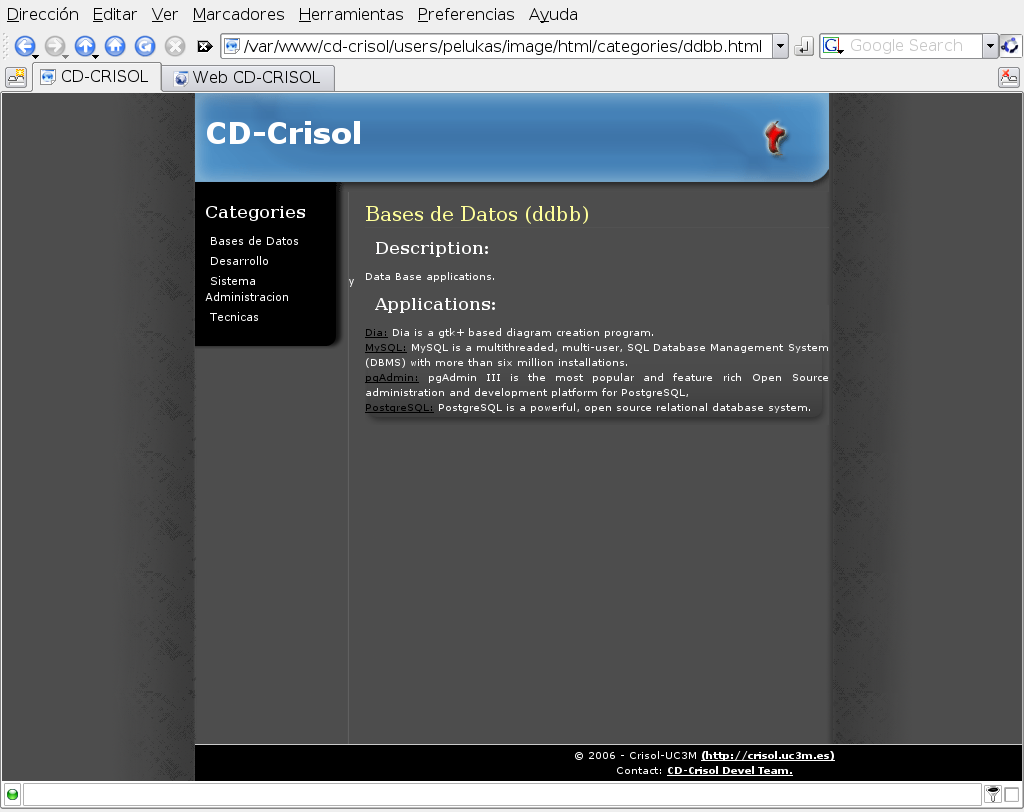 Dirección Editar Ver Marcadores Herramientas Preferencias Ayuda
/var/www/cd-crisol/users/pelukas/image/html/categories/ddbb.html
Google Search
CD-CRISOL
Web CD-CRISOL
CD-Crisol
Categories
Bases de Datos
Desarrollo
Sistema y
Administracion
Tecnicas
Bases de Datos (ddbb)
Description:
Data Base applications.
Applications:
Dia: Dia is a gtk+ based diagram creation program.
MySQL: MySQL is a multithreaded, multi-user, SQL Database Management System
(DBMS) with more than six million installations.
pgAdmin: pgAdmin III is the most popular and feature rich Open Source
administration and development platform for PostgreSQL,
PostgreSQL: PostgreSQL is a powerful, open source relational database system.
© 2006 - Crisol-UC3M (http://crisol.uc3m.es)
Contact: CD-Crisol Devel Team.